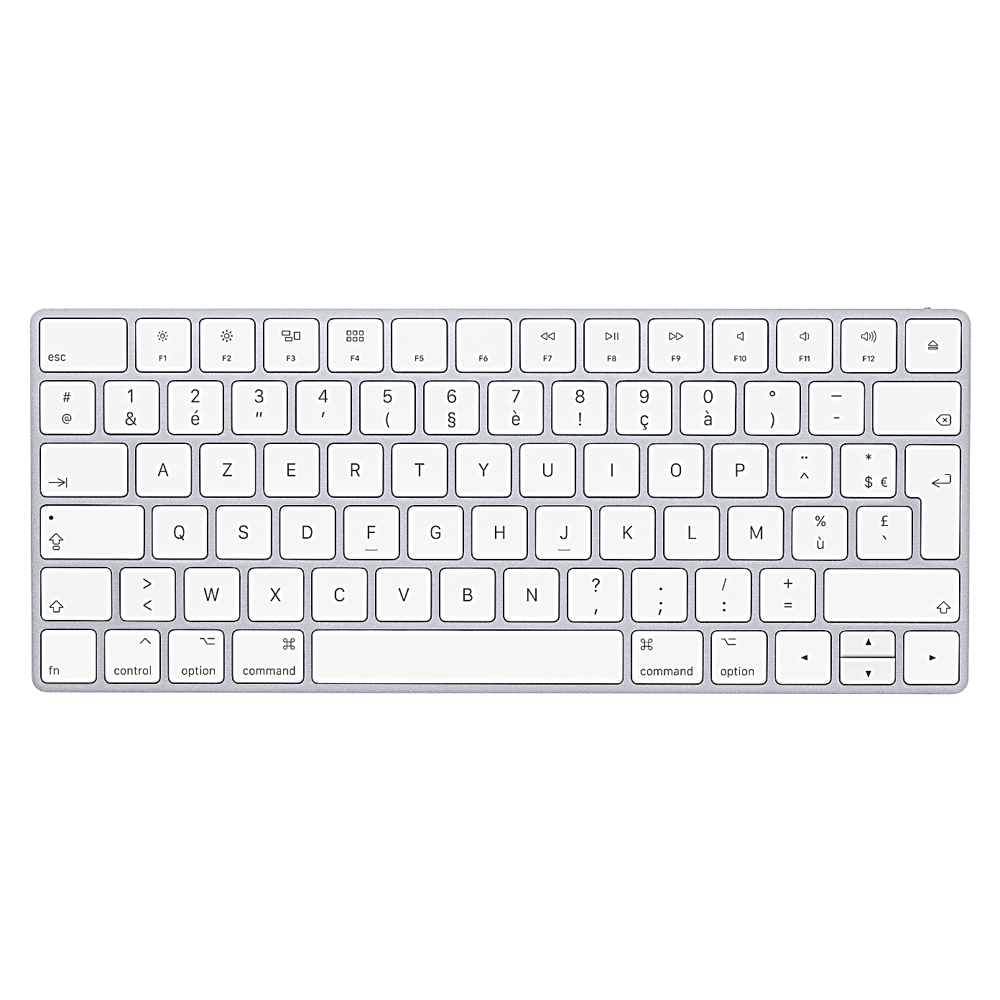 esc F1 F2 F3 F4 F5 F6 F7 F8 F9 F10 F11 F12
# 1 2 3 4 5 6 7 8 9 0 ° _
@ & é " ' ( § è ! ç à ) -
A Z E R T Y U I O P ¨ *
^ $ €
Q S D F G H J K L M % £
ù `
> W X C V B N ? . / +
< , ; : =
fn control ^ option ⌥ command ⌘ ⌘ command ⌥ option ◀ ▲ ▼ ▶